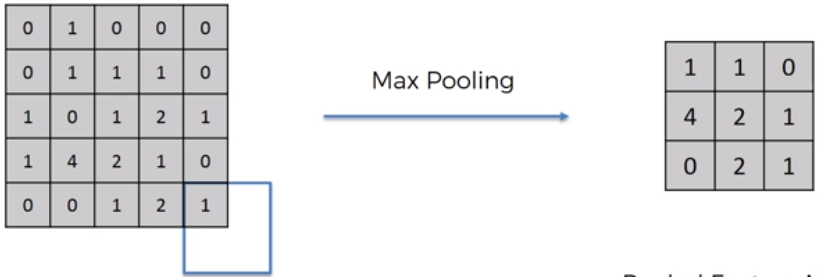 0 1 0 0 0
0 1 1 1 0
1 0 1 2 1
1 4 2 1 0
0 0 1 2 1
Max Pooling
1 1 0
4 2 1
0 2 1